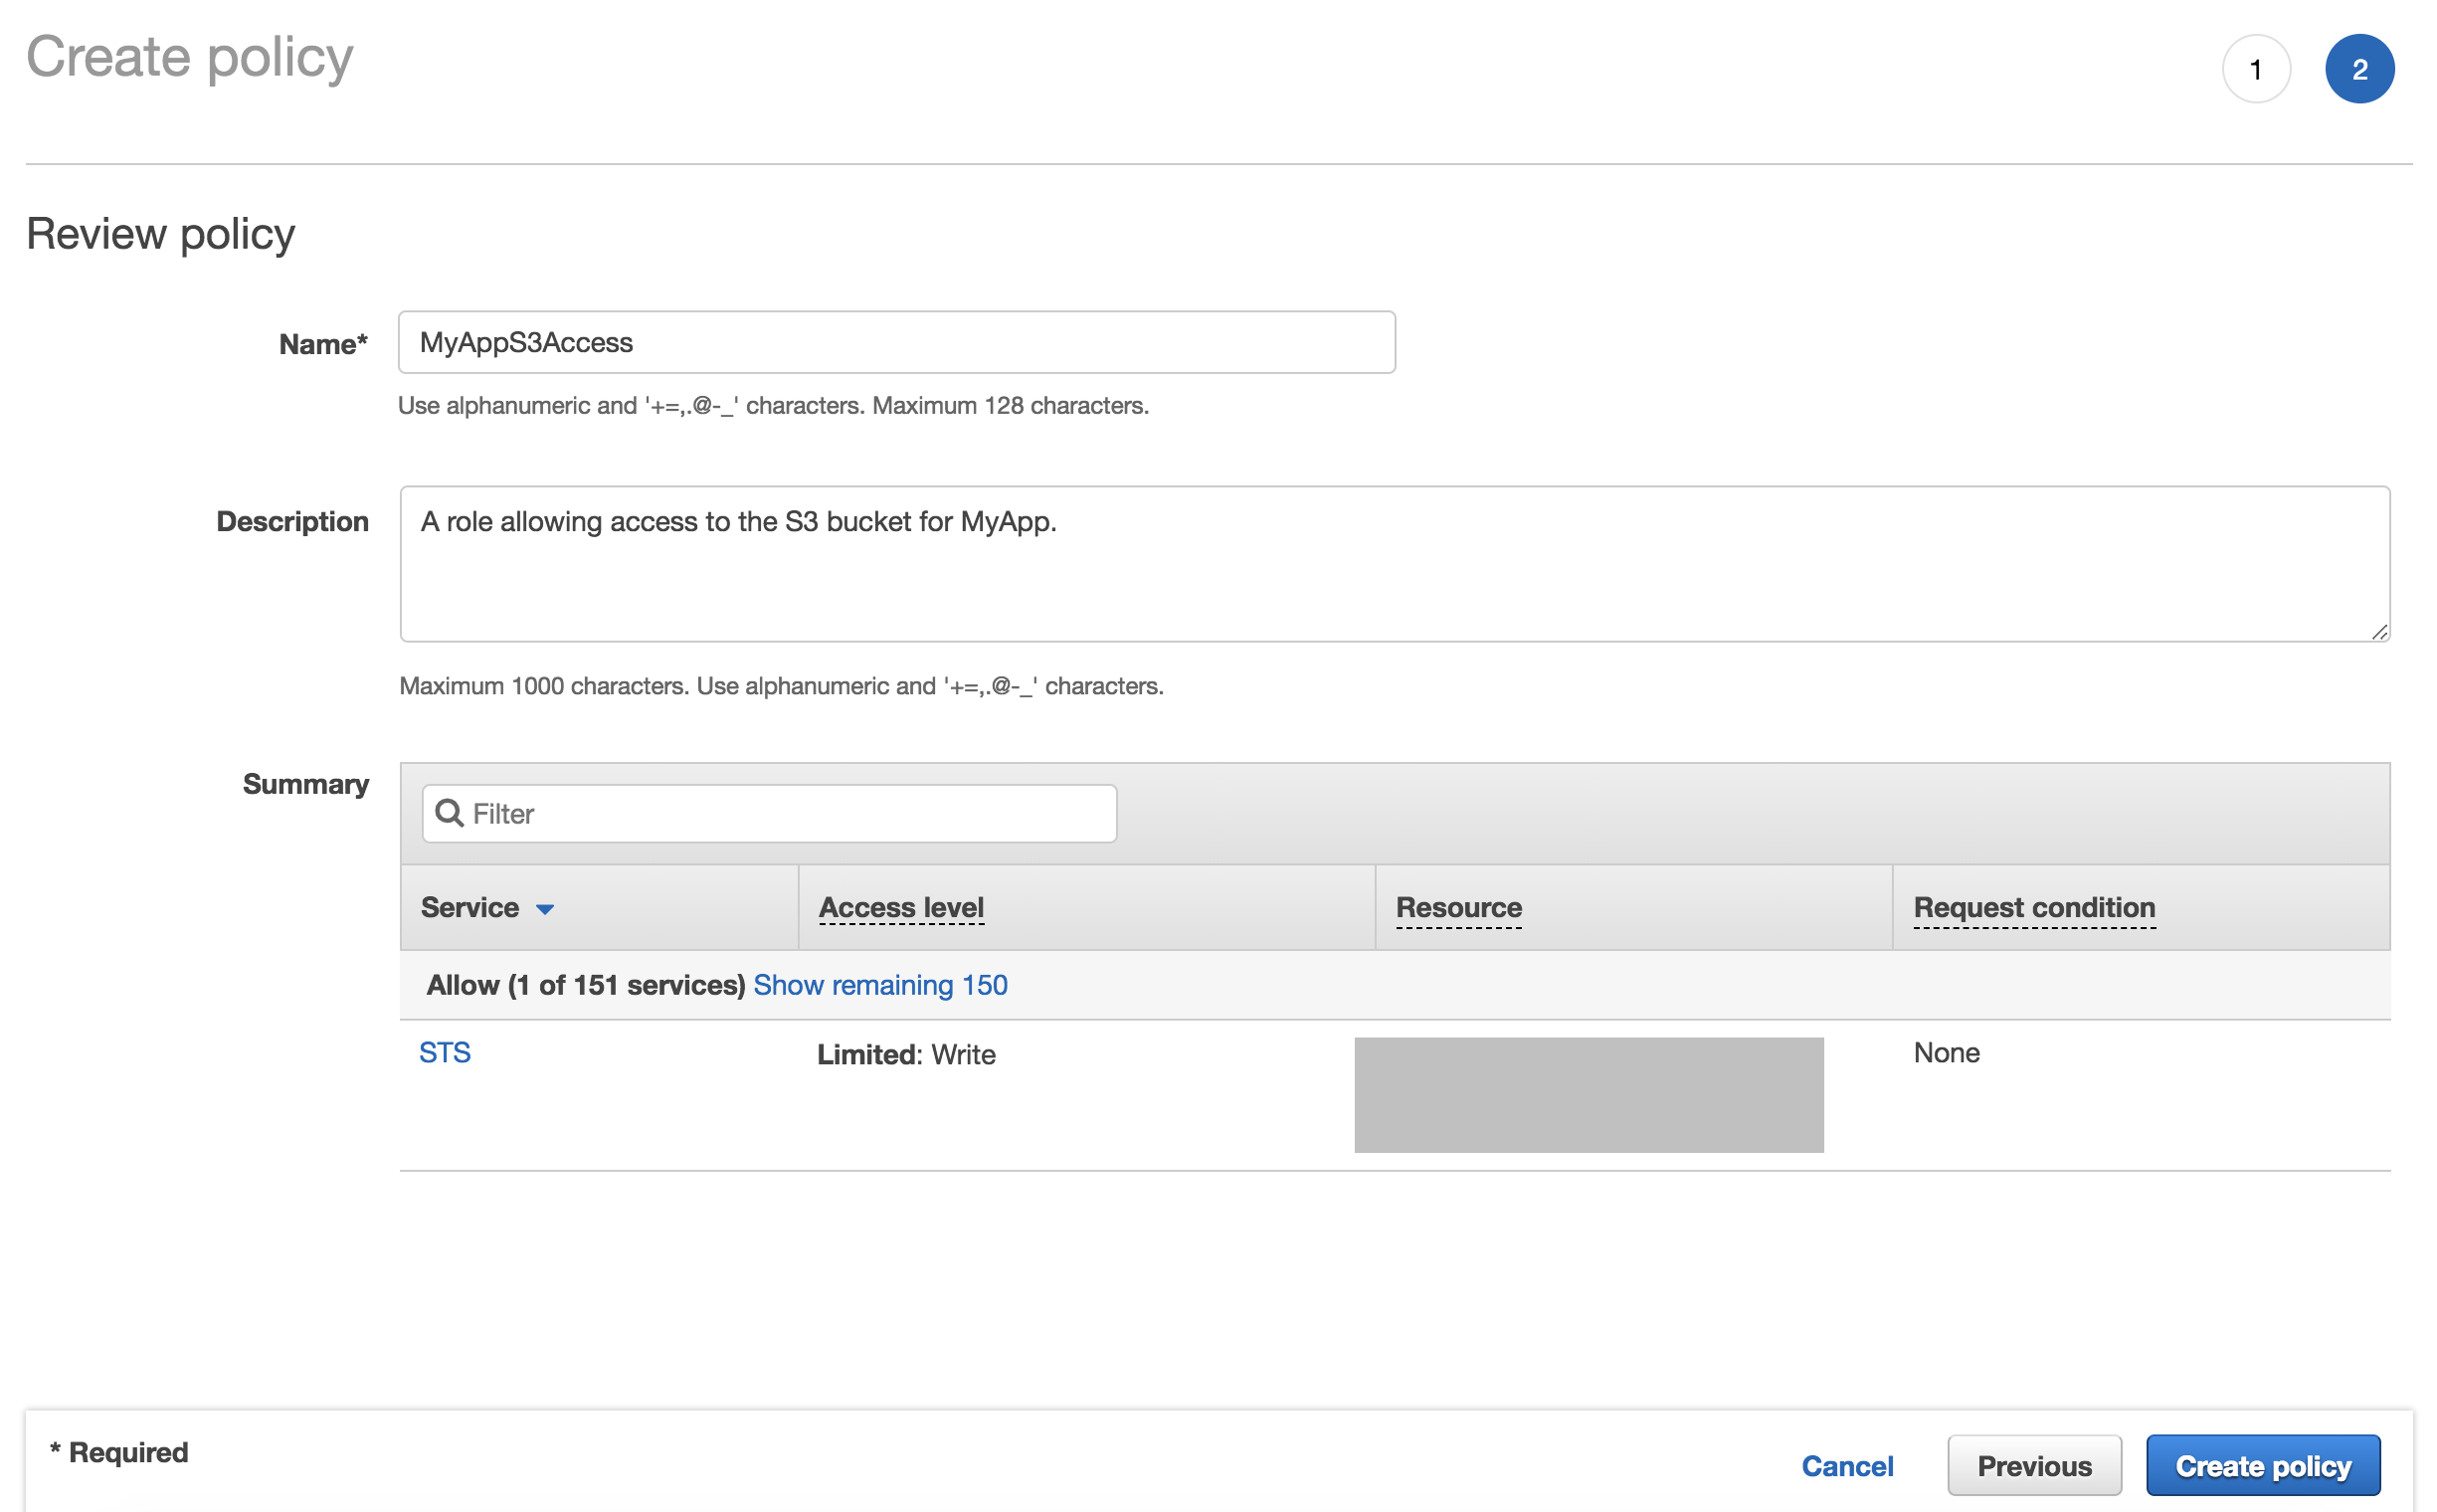 Create policy
1
2
Review policy
Name*
MyAppS3Access
Use alphanumeric and '+=,.@-_' characters. Maximum 128 characters.
Description
A role allowing access to the S3 bucket for MyApp.
Maximum 1000 characters. Use alphanumeric and '+=,.@-_' characters.
Summary
Filter
Service
Access level
Resource
Request condition
Allow (1 of 151 services) Show remaining 150
STS
Limited: Write
None
* Required
Cancel
Previous
Create policy